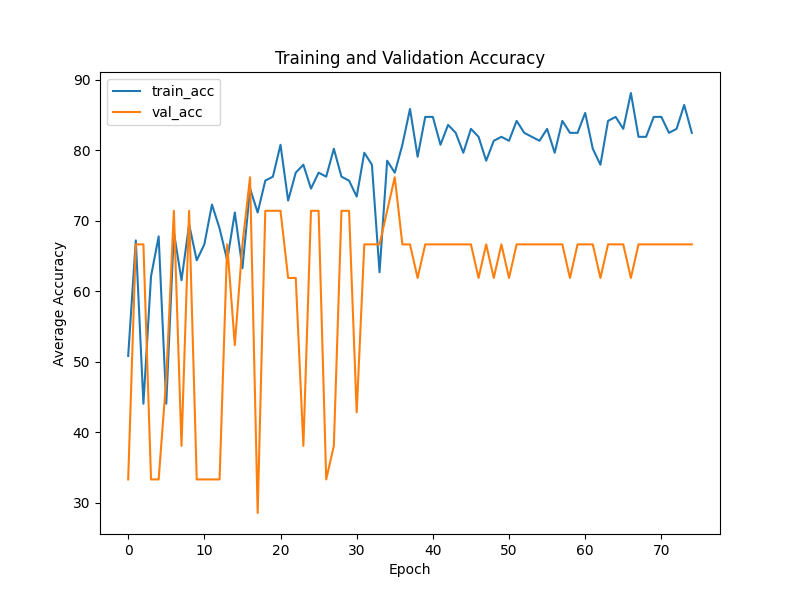 Training and Validation Accuracy
train_acc
val_acc
90
80
70
60
50
40
30
Average Accuracy
0 10 20 30 40 50 60 70
Epoch